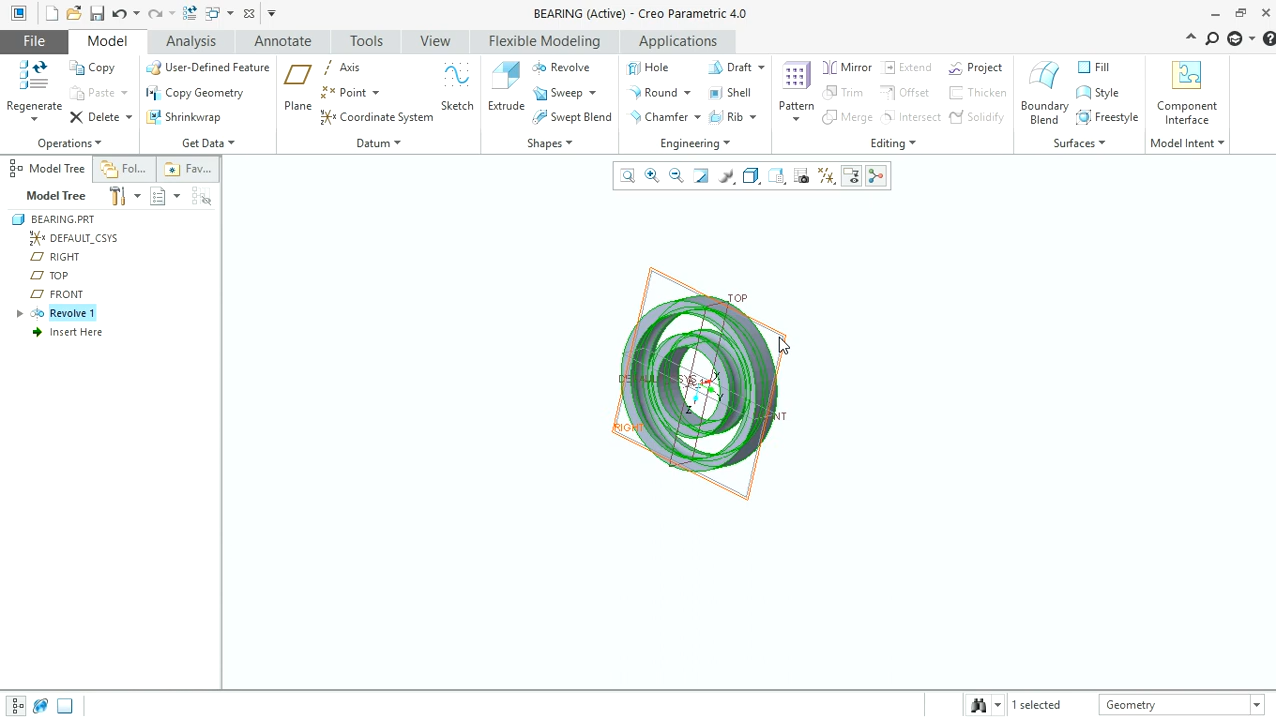 BEARING (Active) - Creo Parametric 4.0
File Model Analysis Annotate Tools View Flexible Modeling Applications
Regenerate
Copy
Paste
Delete
Operations
User-Defined Feature
Copy Geometry
Shrinkwrap
Get Data
Plane
Axis
Point
Coordinate System
Sketch
Datum
Extrude
Revolve
Sweep
Swept Blend
Shapes
Hole
Round
Chamfer
Draft
Shell
Rib
Engineering
Pattern
Mirror
Trim
Merge
Extend
Offset
Intersect
Project
Thicken
Solidify
Editing
Boundary
Blend
Fill
Style
Freestyle
Surfaces
Component
Interface
Model Intent
Model Tree Fol... Fav...
Model Tree
BEARING.PRT
DEFAULT_CSYS
RIGHT
TOP
FRONT
Revolve 1
Insert Here
TOP
X
Y
Z
RIGHT
1 selected
Geometry